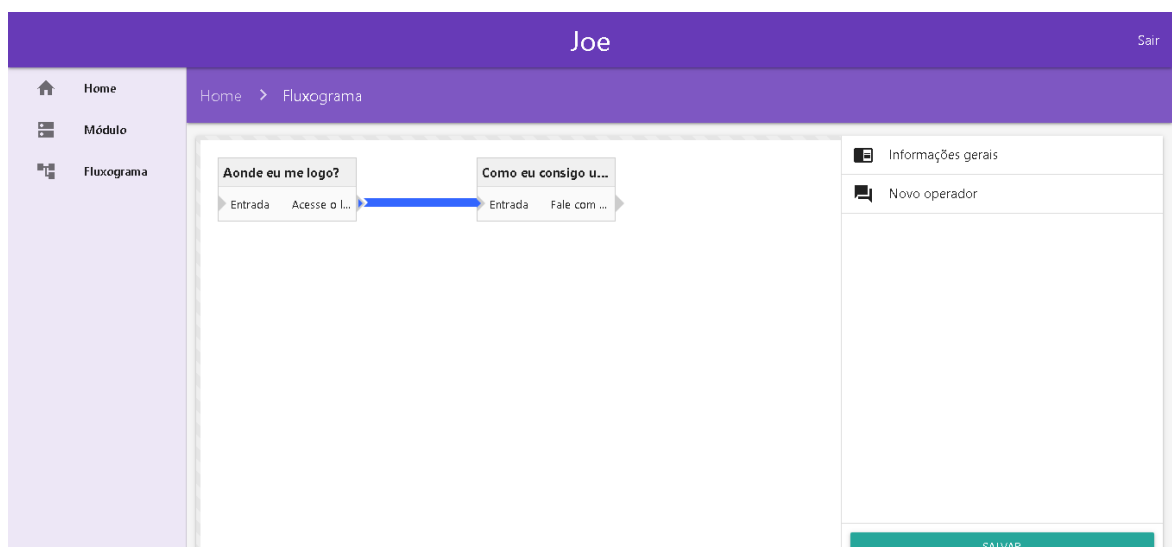 Joe
Sair
Home
Módulo
Fluxograma
Home > Fluxograma
Aonde eu me logo?
Entrada Acesse o l...
Como eu consigo u...
Entrada Fale com ...
Informações gerais
Novo operador
SALVAR